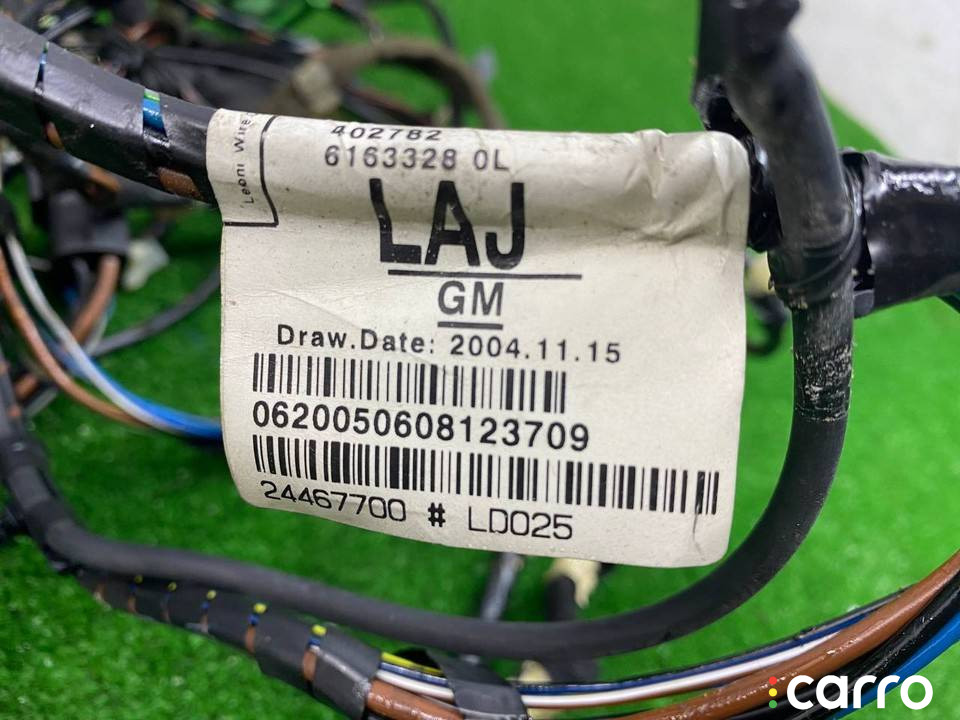 402782
6163328 0L
Leoni Wire
LAJ
GM
Draw.Date: 2004.11.15
0620050608123709
24467700 # LD025
carro